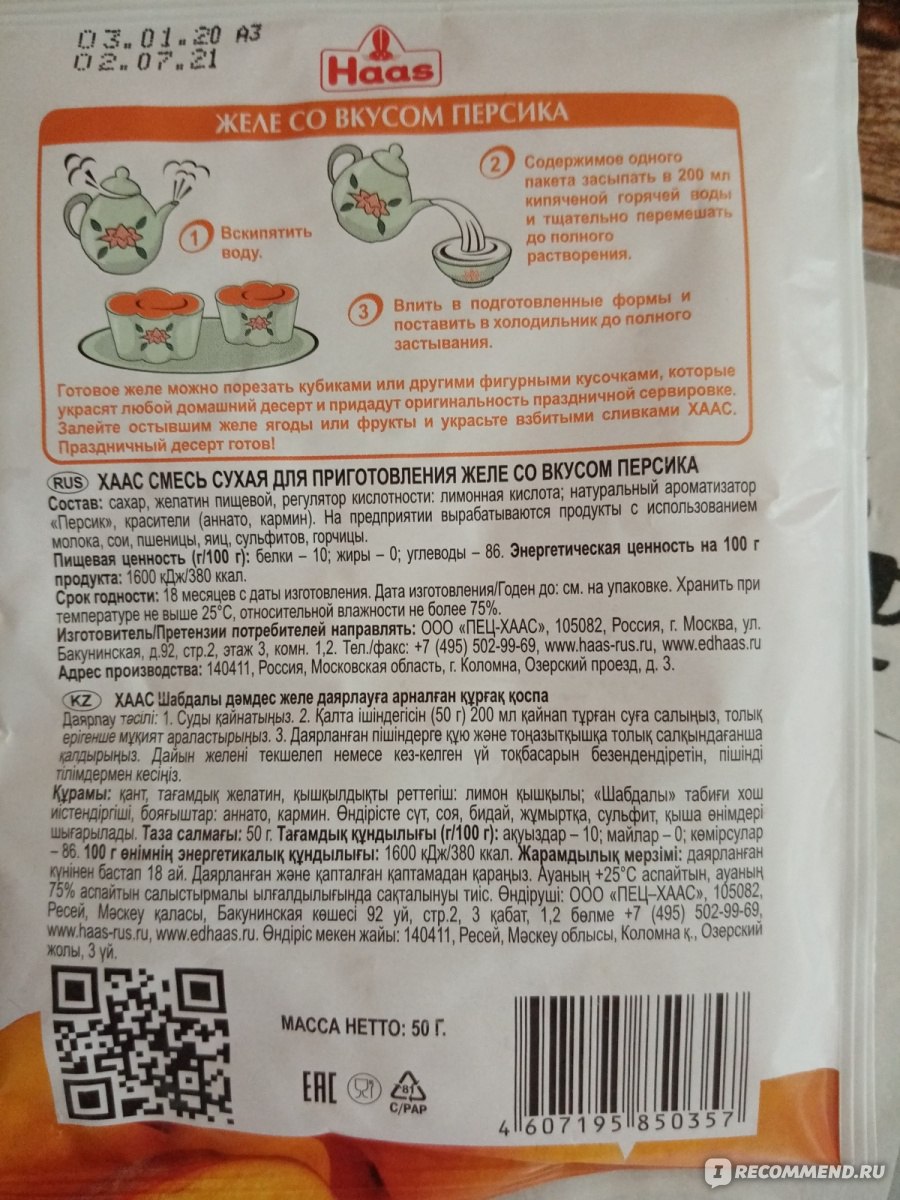 03.01.20 А3
02.07.21
Haas
ЖЕЛЕ СО ВКУСОМ ПЕРСИКА
1 Вскипятить
воду.
2 Содержимое одного
пакета засыпать в 200 мл
кипяченой горячей воды
и тщательно перемешать
до полного
растворения.
3 Влить в подготовленные формы и
поставить в холодильник до полного
застывания.
Готовое желе можно порезать кубиками или другими фигурными кусочками, которые
украсят любой домашний десерт и придадут оригинальность праздничной сервировке.
Залейте остывшим желе ягоды или фрукты и украсьте взбитыми сливками ХААС.
Праздничный десерт готов!
RUS ХААС СМЕСЬ СУХАЯ ДЛЯ ПРИГОТОВЛЕНИЯ ЖЕЛЕ СО ВКУСОМ ПЕРСИКА
Состав: сахар, желатин пищевой, регулятор кислотности: лимонная кислота; натуральный ароматизатор
«Персик», красители (аннато, кармин). На предприятии вырабатываются продукты с использованием
молока, сои, пшеницы, яиц, сульфитов, горчицы.
Пищевая ценность (г/100 г): белки – 10; жиры – 0; углеводы – 86. Энергетическая ценность на 100 г
продукта: 1600 кДж/380 ккал.
Срок годности: 18 месяцев с даты изготовления. Дата изготовления/Годен до: см. на упаковке. Хранить при
температуре не выше 25°С, относительной влажности не более 75%.
Изготовитель/Претензии потребителей направлять: ООО «ПЕЦ-ХААС», 105082, Россия, г. Москва, ул.
Бакунинская, д.92, стр.2, этаж 3, комн. 1,2. Тел./факс: +7 (495) 502-99-69, www.haas-rus.ru, www.edhaas.ru
Адрес производства: 140411, Россия, Московская область, г. Коломна, Озерский проезд, д. 3.
KZ ХААС Шабдалы дәмдес желе даярлауға арналған құрғақ қоспа
Даярлау тәсілі: 1. Суды қайнатыңыз. 2. Қалта ішіндегісін (50 г) 200 мл қайнап тұрған суға салыңыз, толық
ерігенше мұқият араластырыңыз. 3. Даярланған пішіндерге құю және тоңазытқышқа толық салқындағанша
қалдырыңыз. Дайын желені текшелеп немесе кез-келген үй тоқбасарын безендендіретін, пішінді
тілімдермен кесіңіз.
Құрамы: қант, тағамдық желатин, қышқылдықты реттегіш: лимон қышқылы; «Шабдалы» табиғи хош
иістендіргіші, бояғыштар: аннато, кармин. Өндірісте сүт, соя, бидай, жұмыртқа, сульфит, қыша өнімдері
шығарылады. Таза салмағы: 50 г. Тағамдық құндылығы (г/100 г): ақуыздар – 10; майлар – 0; көмірсулар
– 86. 100 г өнімнің энергетикалық құндылығы: 1600 кДж/380 ккал. Жарамдылық мерзімі: даярланған
күнінен бастап 18 ай. Даярланған және қапталған қаптамадан қараңыз. Ауаның +25°С аспайтын, ауаның
75% аспайтын салыстырмалы ылғалдылығында сақталынуы тиіс. Өндіруші: ООО «ПЕЦ–ХААС», 105082,
Ресей, Мәскеу қаласы, Бакунинская көшесі 92 уй, стр.2, 3 қабат, 1,2 бөлме +7 (495) 502-99-69,
www.haas-rus.ru, www.edhaas.ru. Өндіріс мекен жайы: 140411, Ресей, Мәскеу облысы, Коломна қ., Озерский
жолы, 3 үй.
МАССА НЕТТО: 50 Г.
ЕАС
81
C/PAP
4 607195 850357
IRECOMMEND.RU